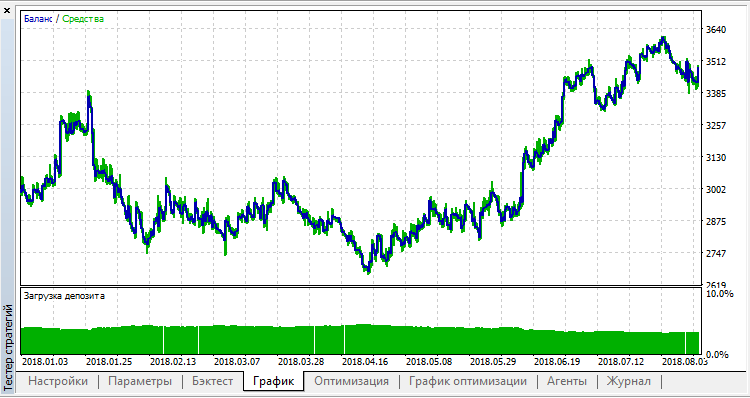 Баланс / Средства
3640
3512
3385
3257
3130
3002
2875
2747
2619
Загрузка депозита
10.0%
0.0%
2018.01.03 2018.01.25 2018.02.13 2018.03.07 2018.03.28 2018.04.16 2018.05.08 2018.05.29 2018.06.19 2018.07.12 2018.08.03
Тестер стратегий
Настройки Параметры Бэктест График Оптимизация График оптимизации Агенты Журнал